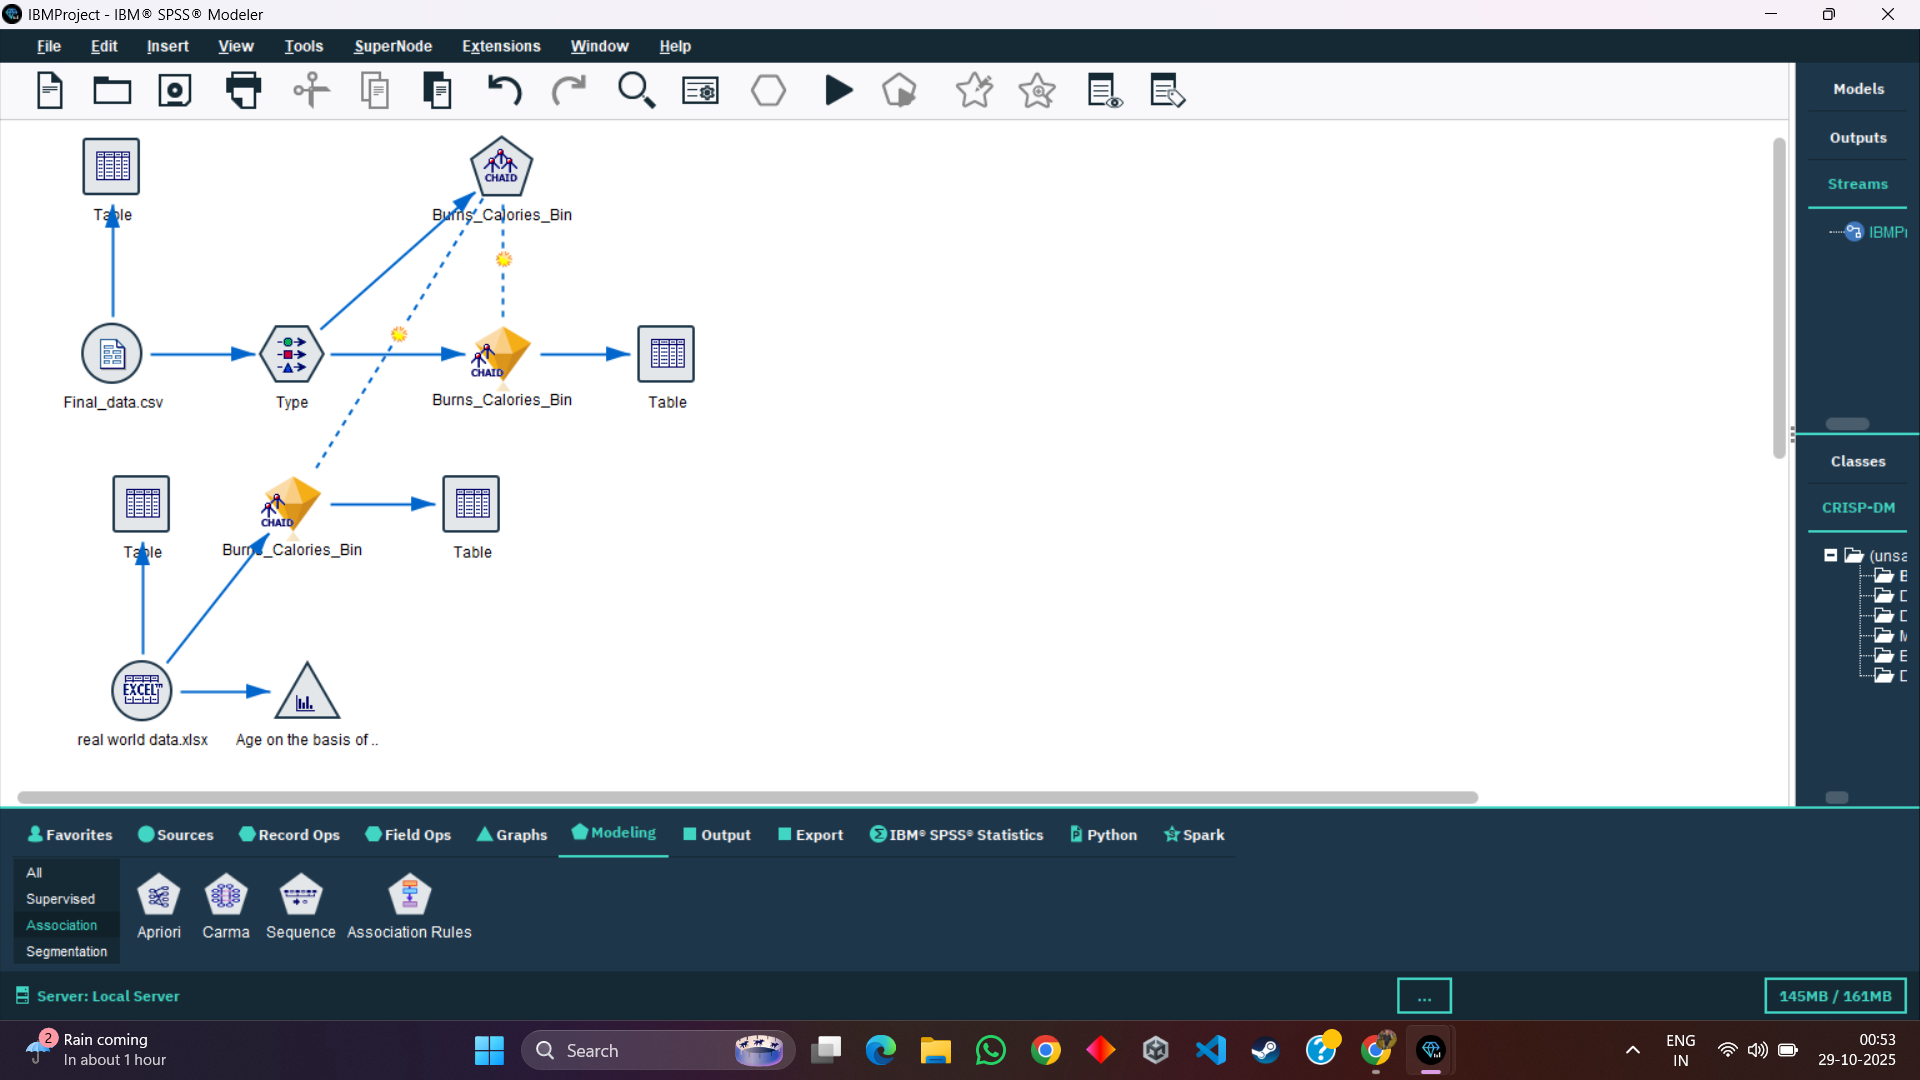 IBMProject - IBM® SPSS® Modeler
File Edit Insert View Tools SuperNode Extensions Window Help
Models
Outputs
Streams
IBMPr
Table
CHAID
Burns_Calories_Bin
Final_data.csv
Type
CHAID
Burns_Calories_Bin
Table
Table
CHAID
Burns_Calories_Bin
Table
EXCEL™
real world data.xlsx
Age on the basis of ..
Classes
CRISP-DM
(unsa
B
D
D
M
E
D
Favorites Sources Record Ops Field Ops Graphs Modeling Output Export IBM® SPSS® Statistics Python Spark
All
Supervised
Association
Segmentation
Apriori Carma Sequence Association Rules
Server: Local Server
...
145MB / 161MB
2
Rain coming
In about 1 hour
Search
ENG
IN
00:53
29-10-2025